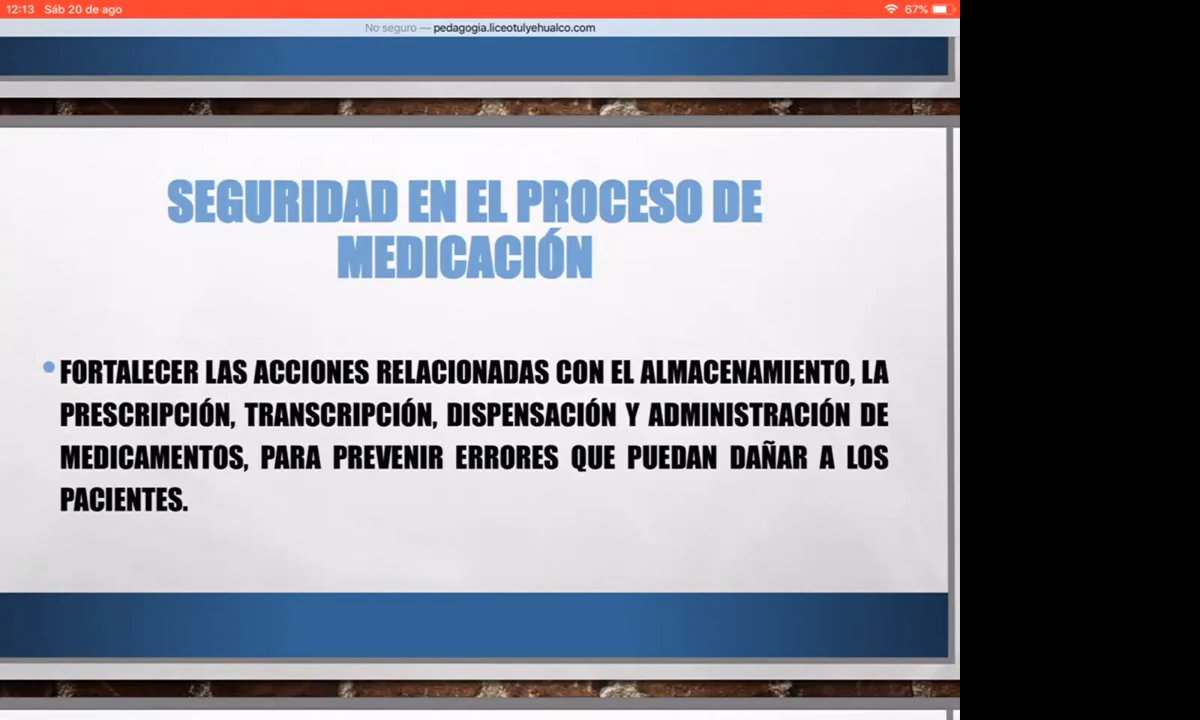 12:13 Sáb 20 de ago 67%
No seguro — pedagogia.liceotulyehualco.com
SEGURIDAD EN EL PROCESO DE
MEDICACIÓN
• FORTALECER LAS ACCIONES RELACIONADAS CON EL ALMACENAMIENTO, LA
PRESCRIPCIÓN, TRANSCRIPCIÓN, DISPENSACIÓN Y ADMINISTRACIÓN DE
MEDICAMENTOS, PARA PREVENIR ERRORES QUE PUEDAN DAÑAR A LOS
PACIENTES.